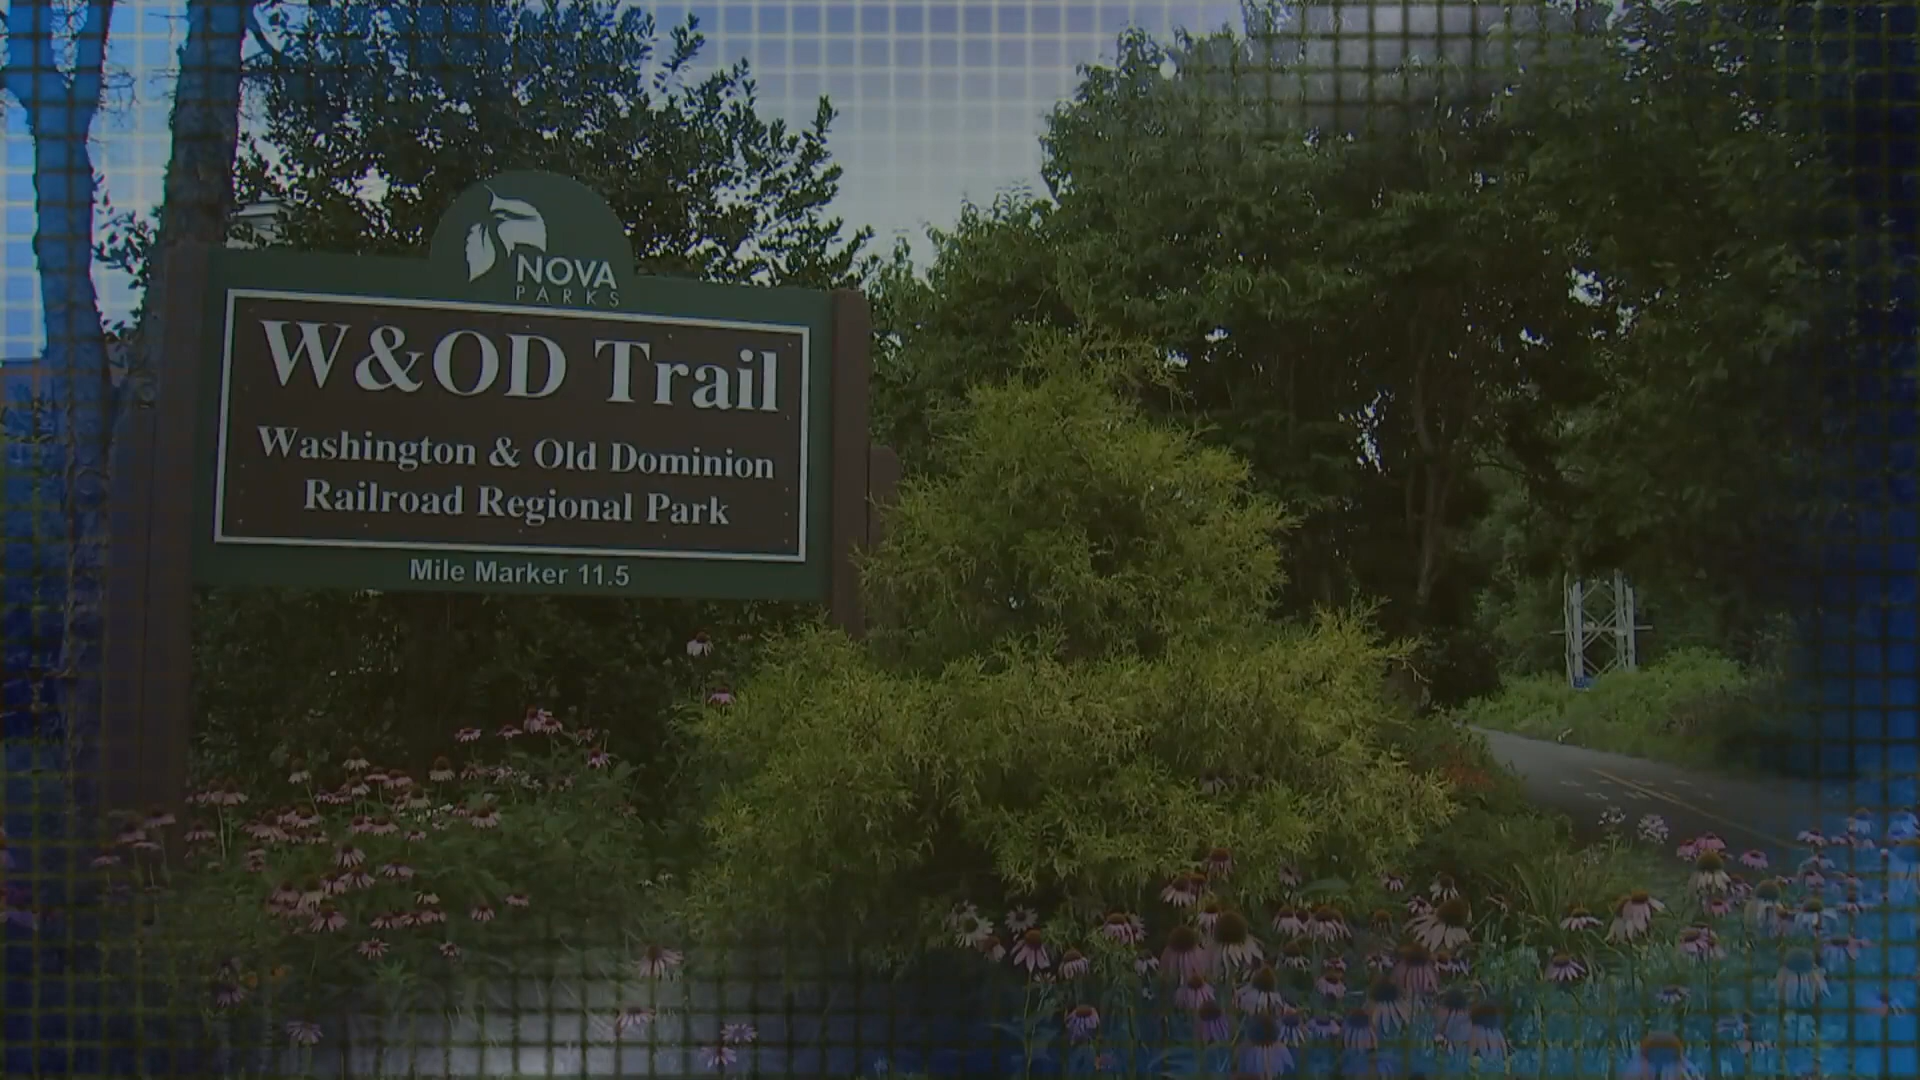 NOVA
PARKS
W&OD Trail
Washington & Old Dominion
Railroad Regional Park
Mile Marker 11.5